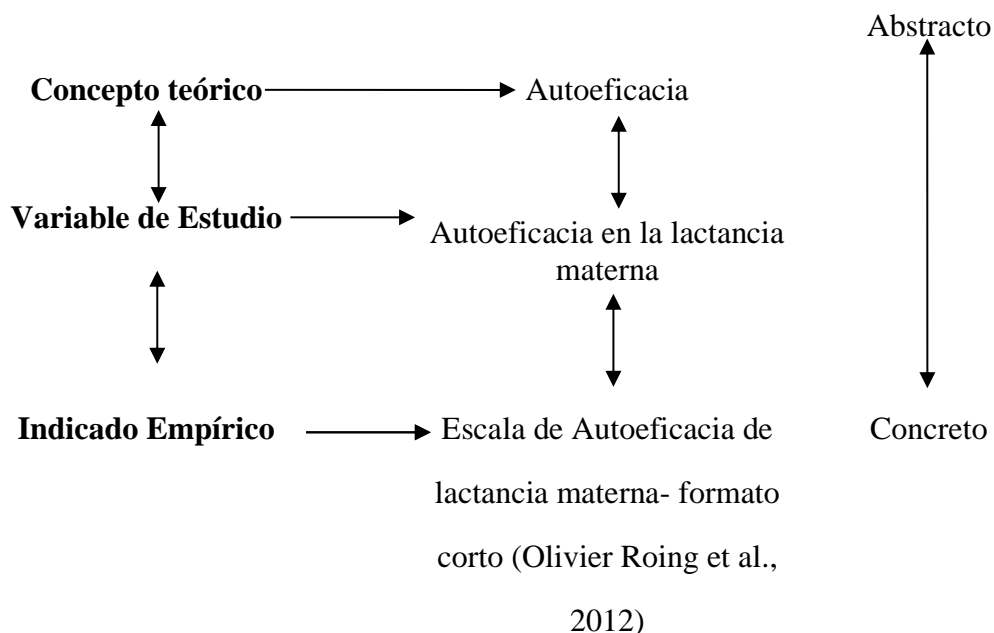 Abstracto
Concepto teórico
Autoeficacia
Variable de Estudio
Autoeficacia en la lactancia
materna
Indicado Empírico
Escala de Autoeficacia de
lactancia materna- formato
corto (Olivier Roing et al.,
2012)
Concreto